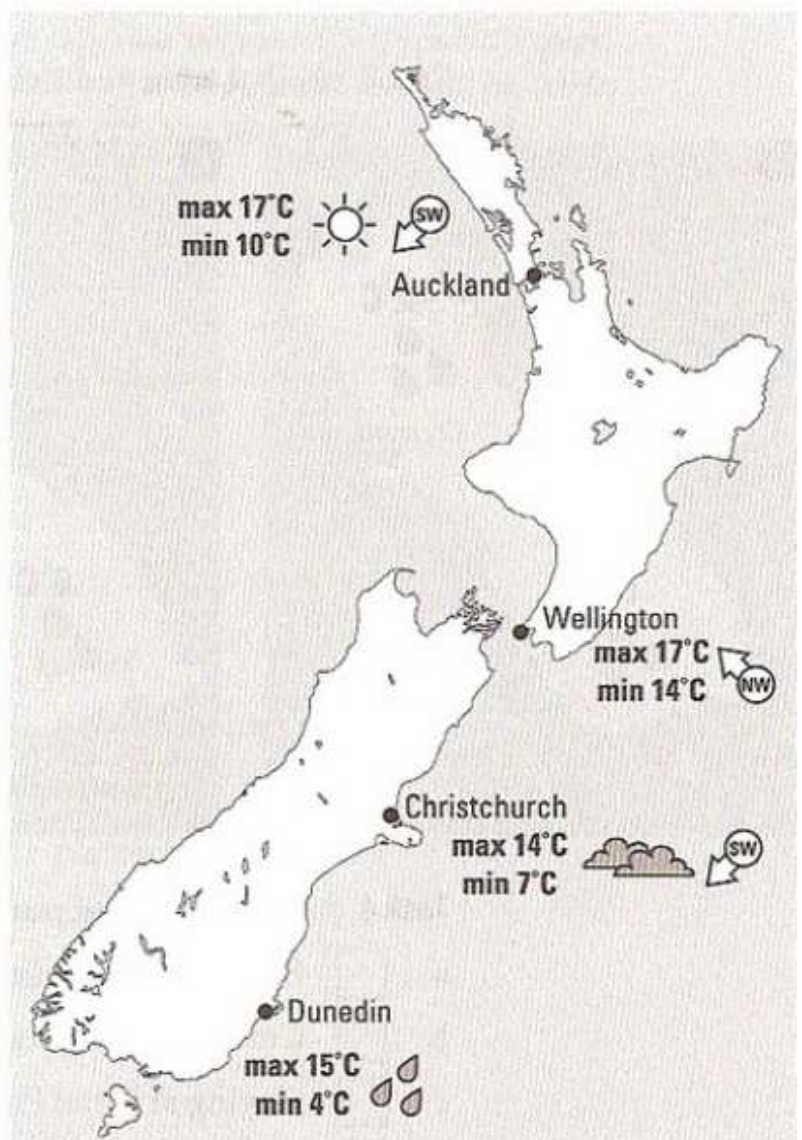 max 17°C
min 10°C
SW
Auckland
Wellington
max 17°C
min 14°C
NW
Christchurch
max 14°C
min 7°C
SW
Dunedin
max 15°C
min 4°C